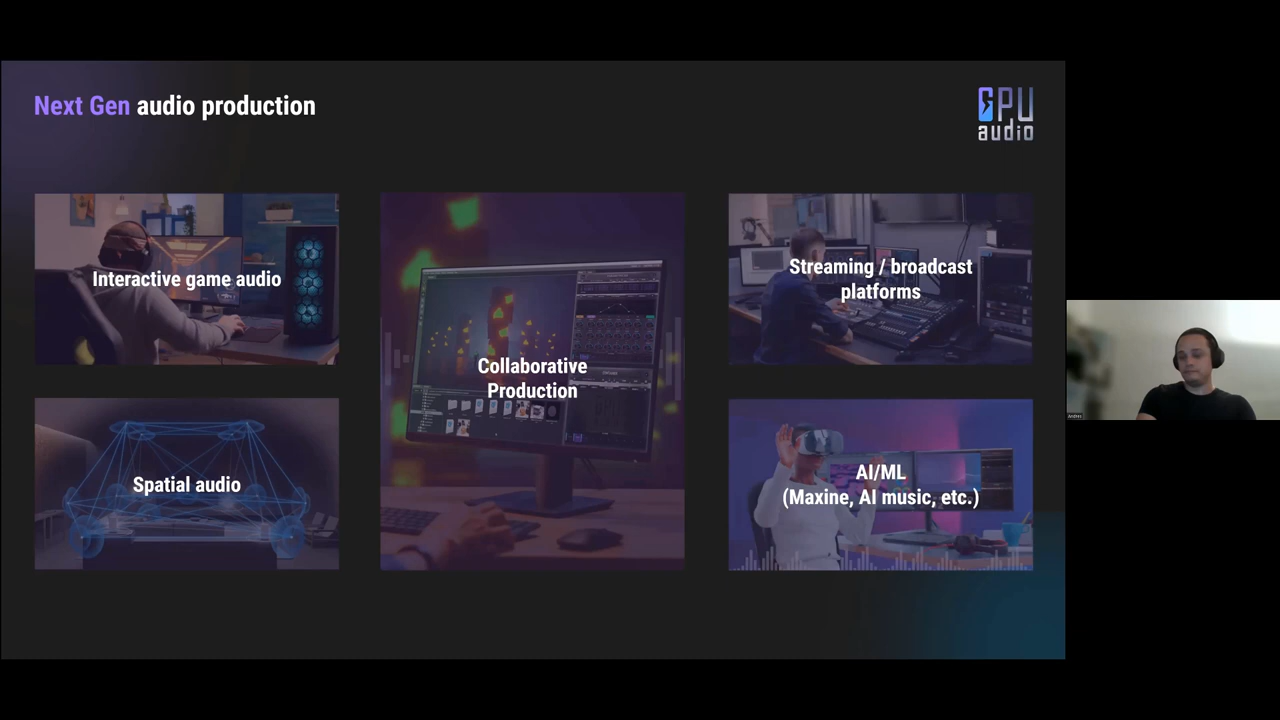 Next Gen audio production
GPU
audio
Interactive game audio
Streaming / broadcast
platforms
Collaborative
Production
Spatial audio
AI/ML
(Maxine, AI music, etc.)